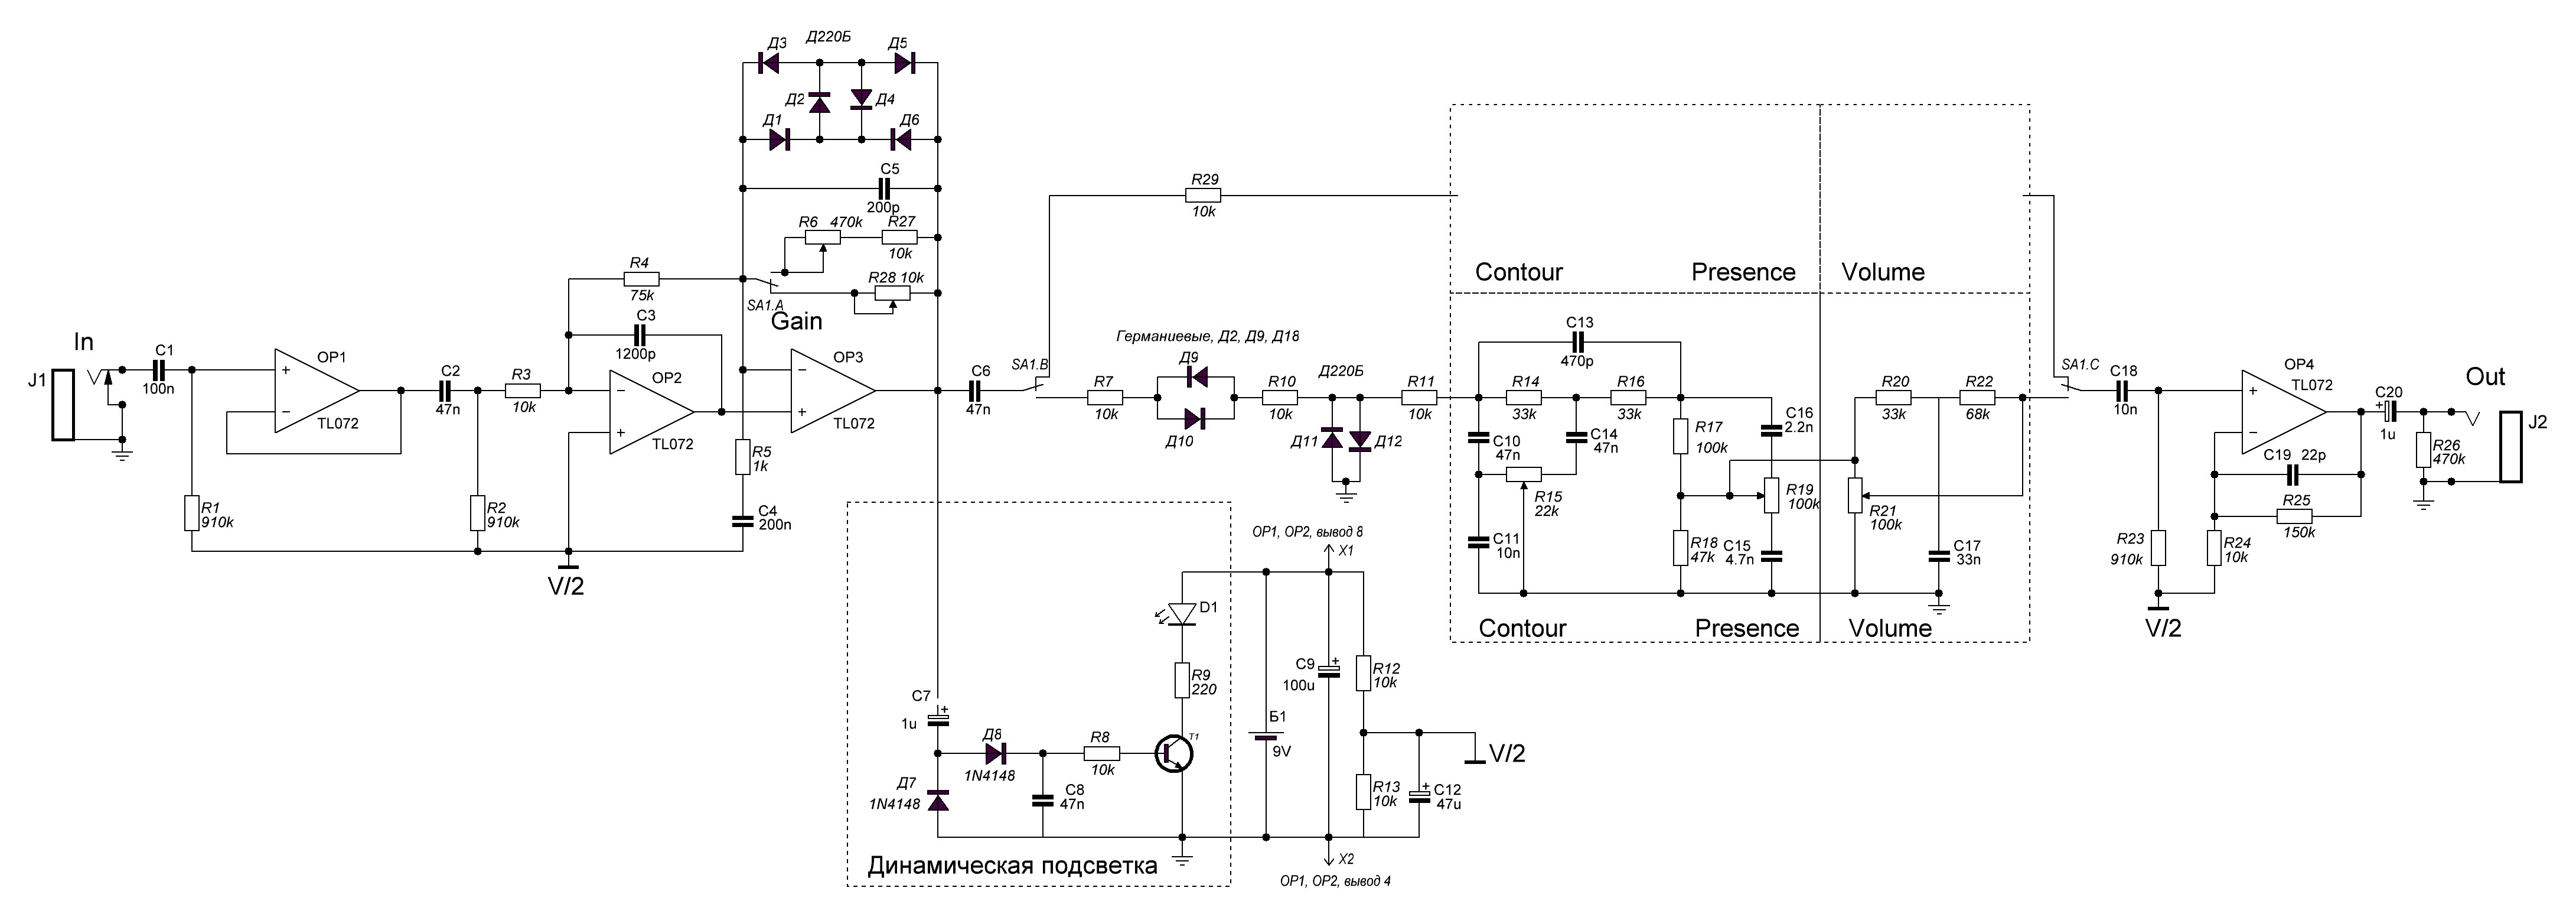 Д3
Д220Б
Д5
Д2
Д4
Д1
Д6
C5
200p
R6 470k R27
10k
R4
75k
R28 10k
SA1.A
Gain
C3
1200p
R29
10k
Contour
Presence
Volume
In
J1
C1
100n
+
−
OP1
TL072
C2
47n
R3
10k
−
+
OP2
TL072
−
+
OP3
TL072
R1
910k
R2
910k
R5
1k
C4
200n
V/2
C6
47n
SA1.B
R7
10k
Германиевые, Д2, Д9, Д18
Д9
Д10
R10
10k
Д220Б
Д11
Д12
R11
10k
C13
470p
R14
33k
R16
33k
C10
47n
C14
47n
R15
22k
C11
10n
R17
100k
C16
2.2n
R19
100k
R18
47k
C15
4.7n
R20
33k
R22
68k
R21
100k
C17
33n
Contour
Presence
Volume
SA1.C
C18
10n
+
−
OP4
TL072
C19 22p
R25
150k
R23
910k
R24
10k
V/2
+
C20
1u
R26
470k
Out
J2
OP1, OP2, вывод 8
X1
D1
R9
220
C7
+
1u
Д8
1N4148
Д7
1N4148
C8
47n
R8
10k
T1
Б1
9V
C9
+
100u
R12
10k
R13
10k
+
C12
47u
V/2
X2
OP1, OP2, вывод 4
Динамическая подсветка